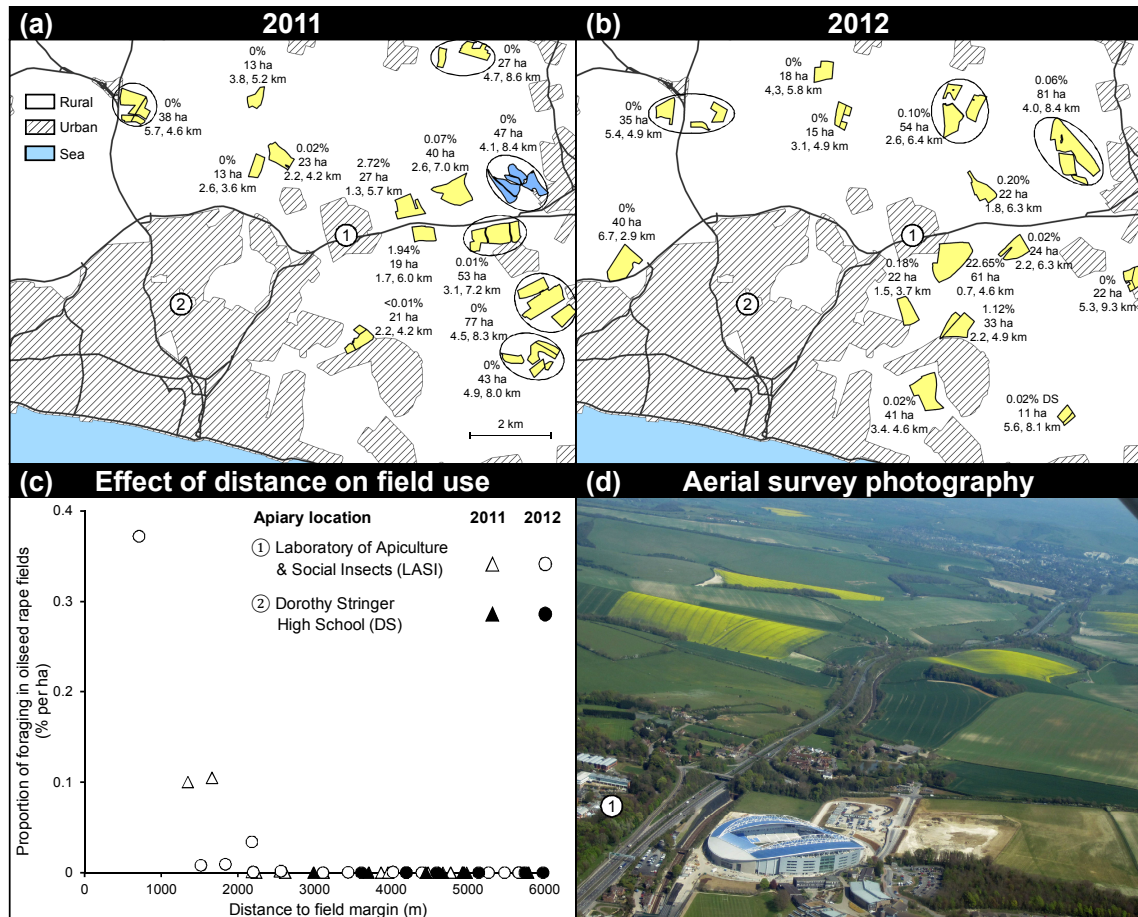 (a) 2011
Rural
Urban
Sea
0%
38 ha
5.7, 4.6 km
0%
13 ha
3.8, 5.2 km
0%
27 ha
4.7, 8.6 km
0%
13 ha
2.6, 3.6 km
0.02%
23 ha
2.2, 4.2 km
2.72%
27 ha
1.3, 5.7 km
0.07%
40 ha
2.6, 7.0 km
0%
47 ha
4.1, 8.4 km
1
2
1.94%
19 ha
1.7, 6.0 km
0.01%
53 ha
3.1, 7.2 km
<0.01%
21 ha
2.2, 4.2 km
0%
77 ha
4.5, 8.3 km
0%
43 ha
4.9, 8.0 km
2 km
(b) 2012
0%
18 ha
4,3, 5.8 km
0%
35 ha
5.4, 4.9 km
0%
15 ha
3.1, 4.9 km
0.10%
54 ha
2.6, 6.4 km
0.06%
81 ha
4.0, 8.4 km
0.20%
22 ha
1.8, 6.3 km
0%
40 ha
6.7, 2.9 km
1
2
0.18%
22 ha
1.5, 3.7 km
22.65%
61 ha
0.7, 4.6 km
0.02%
24 ha
2.2, 6.3 km
0%
22 ha
5.3, 9.3 km
1.12%
33 ha
2.2, 4.9 km
0.02%
41 ha
3.4, 4.6 km
0.02% DS
11 ha
5.6, 8.1 km
(c) Effect of distance on field use
Proportion of foraging in oilseed rape fields
(% per ha)
0.4
0.3
0.2
0.1
0
0 1000 2000 3000 4000 5000 6000
Distance to field margin (m)
Apiary location 2011 2012
1 Laboratory of Apiculture
& Social Insects (LASI)
2 Dorothy Stringer
High School (DS)
(d) Aerial survey photography
1